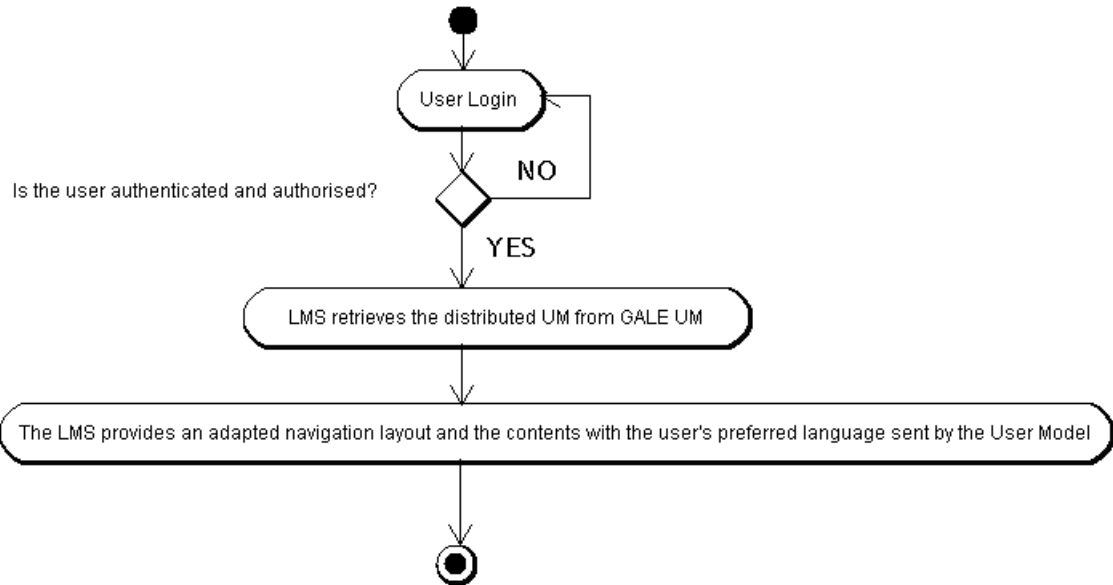 User Login
NO
Is the user authenticated and authorised?
YES
LMS retrieves the distributed UM from GALE UM
The LMS provides an adapted navigation layout and the contents with the user's preferred language sent by the User Model